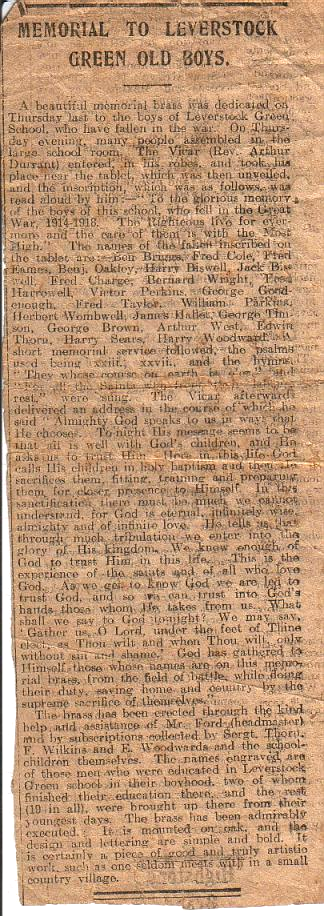 MEMORIAL TO LEVERSTOCK
GREEN OLD BOYS.
A beautiful memorial brass was dedicated on
Thursday last to the boys of Leverstock Green
School, who have fallen in the war. On Thurs-
day evening, many people assembled in the
large school room. The Vicar (Rev. Arthur
Durrant) entered, in his robes, and took his
place near the tablet, which was then unveiled,
and the inscription, which was as follows, was
read aloud by him:—"To the glorious memory
of the boys of this school, who fell in the Great
War, 1914-1918. The Righteous live for ever-
more and the care of them is with the Most
High." The names of the fallen inscribed on
the tablet are:—Ben Bruges, Fred Cole, Fred
Eames, Benj. Oakley, Harry Biswell, Jack Bis-
well, Fred Charge, Bernard Wright,
Harrowell, Victor Perkins, George Good-
enough, Fred Taylor, William Parkins,
Herbert Wombwell, James Halley, George Tim-
son, George Brown, Arthur West, Edwin
Thorn, Harry Sears, Harry Woodward. A
short memorial service followed, the psalms
used being xxiii., xxvii., and the hymns
"They whose course on earth is o'er" and
"For all the Saints who from their labours
rest," were sung. The Vicar afterwards
delivered an address in the course of which he
said "Almighty God speaks to us in ways that
He chooses. To-night His message seems to be
that all is well with God's children, and He
asks us to trust Him. Here in this life God
calls His children in holy baptism and then He
sacrifices them, fitting, training and preparing
them for closer presence to Himself. In this
sanctification there must be much we cannot
understand, for God is eternal, infinitely wise,
almighty and of infinite love. He tells us that
through much tribulation we enter into the
glory of His kingdom. We know enough of
God to trust Him in this life. This is the
experience of the saints and of all who love
God. As we get to know God we are led to
trust God, and so we can trust into God's
hands those whom He takes from us. What
shall we say to God tonight? We may say,
'Gather us, O Lord, under the feet of Thine
elect as Thou wilt and when Thou wilt, only
without sin and shame.' God has gathered to
Himself those whose names are on this memo-
rial brass, from the field of battle, while doing
their duty, saving home and country by the
supreme sacrifice of themselves.
The brass has been erected through the kind
help and assistance of Mr. Ford (headmaster)
and by subscriptions collected by Sergt. Thorn,
F. Wilkins and E. Woodwards and the school-
children themselves. The names engraved are
of those men who were educated in Leverstock
Green school in their boyhood, two of whom
finished their education there, and the rest
(19 in all), were brought up there from their
youngest days. The brass has been admirably
executed. It is mounted on oak, and the
design and lettering are simple and bold. It
is certainly a piece of good and truly artistic
work, such as one seldom meets with in a small
country village.